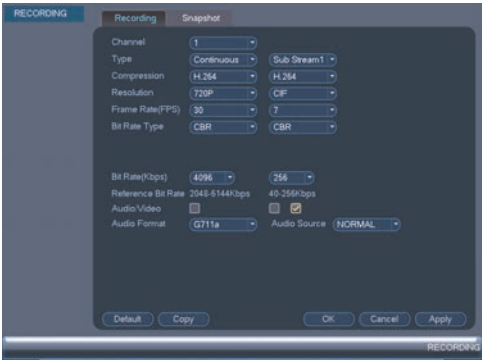 RECORDING
Recording Snapshot
Channel 1
Type Continuous Sub Stream1
Compression H.264 H.264
Resolution 720P CIF
Frame Rate(FPS) 30 7
Bit Rate Type CBR CBR
Bit Rate(Kbps) 4096 256
Reference Bit Rate 2048-6144Kbps 40-256Kbps
Audio/Video
Audio Format G711a Audio Source NORMAL
Default Copy OK Cancel Apply
RECORDING